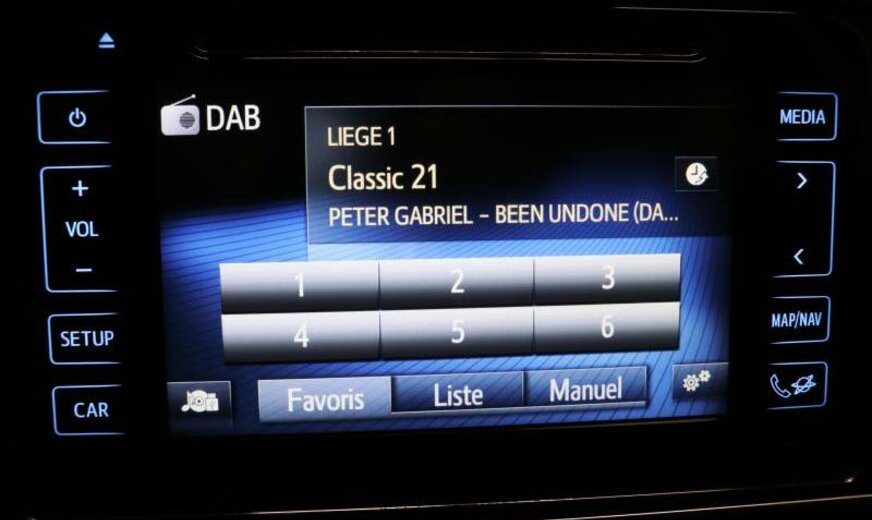 DAB
MEDIA
LIEGE 1
Classic 21
PETER GABRIEL - BEEN UNDONE (DA...
+
VOL
-
>
<
1 2 3
4 5 6
SETUP
MAP/NAV
CAR
Favoris Liste Manuel